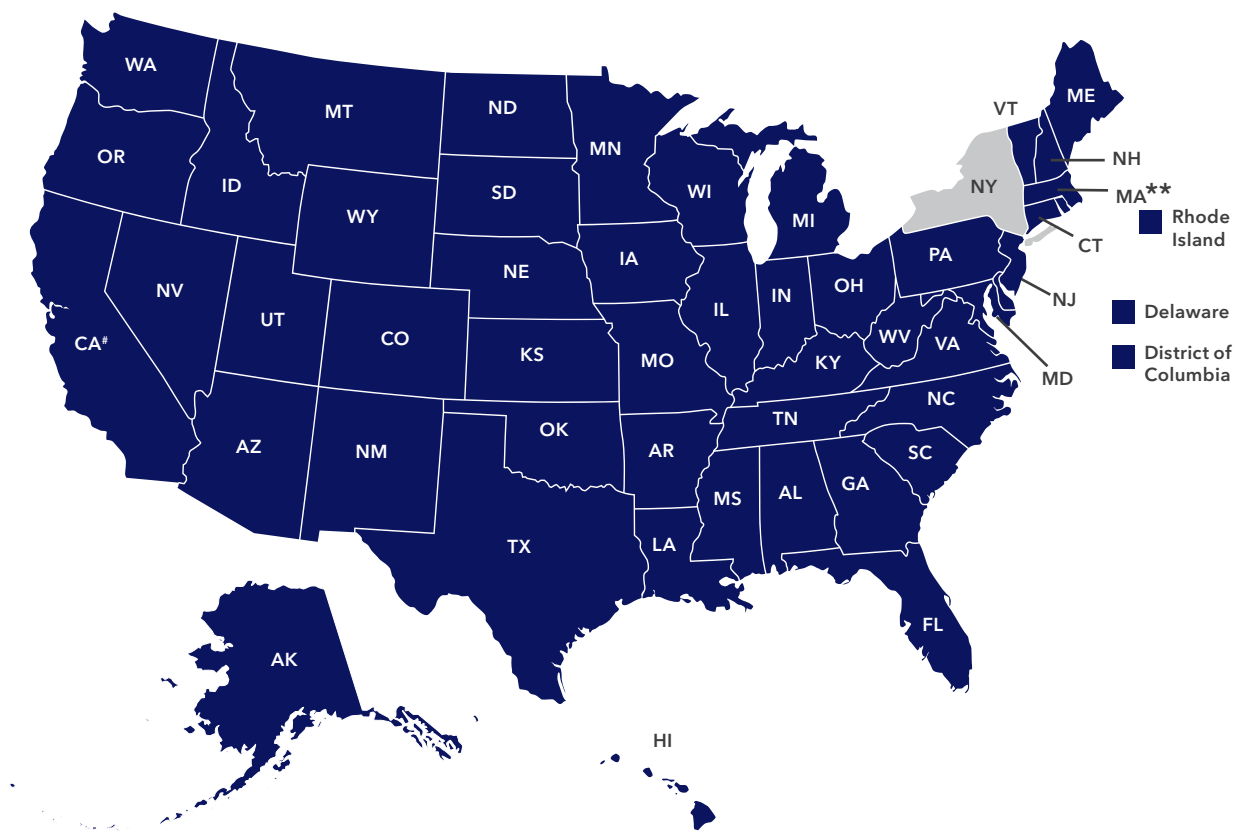 WA
MT
ND
MN
ME
VT
OR
ID
WY
SD
WI
MI
NY
NH
MA**
Rhode
Island
CT
NV
UT
CO
NE
IA
IL
IN
OH
PA
NJ
CA#
KS
MO
KY
WV
VA
MD
Delaware
District of
Columbia
AZ
NM
OK
AR
TN
NC
SC
TX
LA
MS
AL
GA
FL
AK
HI